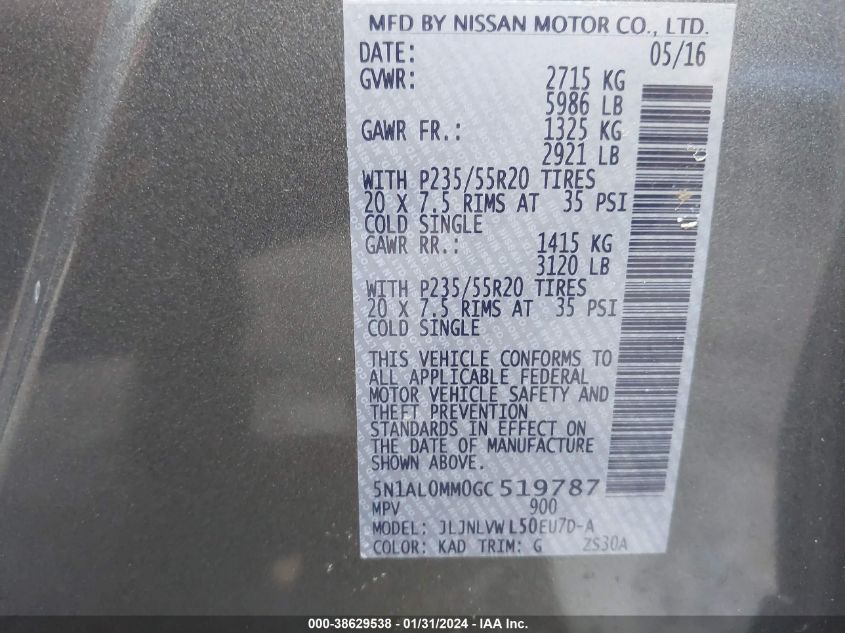 MFD BY NISSAN MOTOR CO., LTD.
DATE: 05/16
GVWR: 2715 KG
5986 LB
GAWR FR.: 1325 KG
2921 LB
WITH P235/55R20 TIRES
20 X 7.5 RIMS AT 35 PSI
COLD SINGLE
GAWR RR.: 1415 KG
3120 LB
WITH P235/55R20 TIRES
20 X 7.5 RIMS AT 35 PSI
COLD SINGLE
THIS VEHICLE CONFORMS TO
ALL APPLICABLE FEDERAL
MOTOR VEHICLE SAFETY AND
THEFT PREVENTION
STANDARDS IN EFFECT ON
THE DATE OF MANUFACTURE
SHOWN ABOVE.
5N1AL0MM0GC519787
MPV 900
MODEL: JLJNLVW L50EU7D-A
COLOR: KAD TRIM: G ZS30A
000-38629538 - 01/31/2024 - IAA Inc.